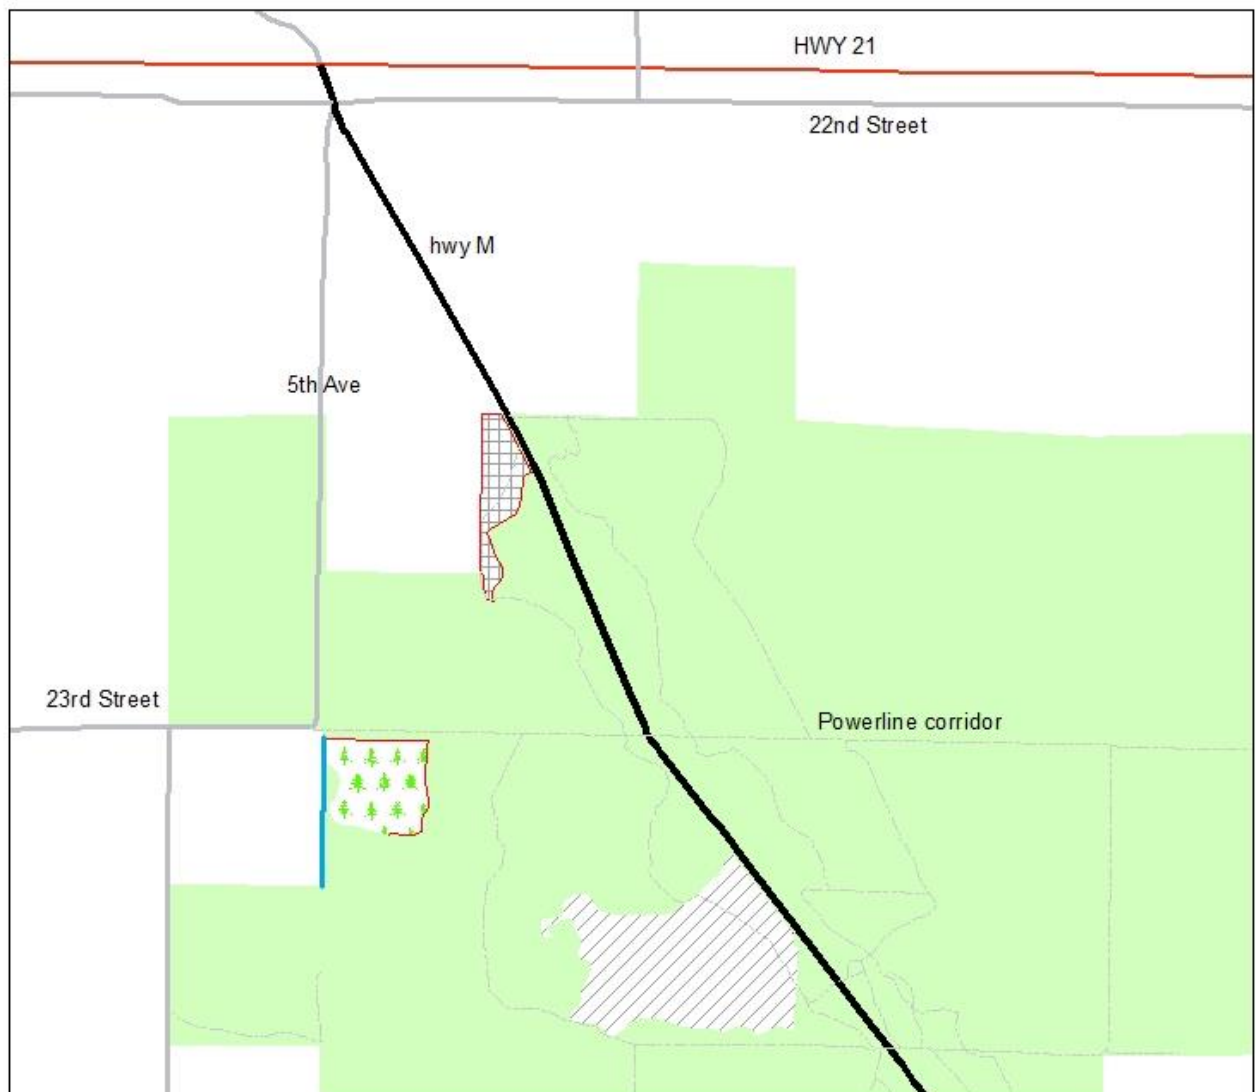 HWY 21
22nd Street
hwy M
5th Ave
23rd Street
Powerline corridor